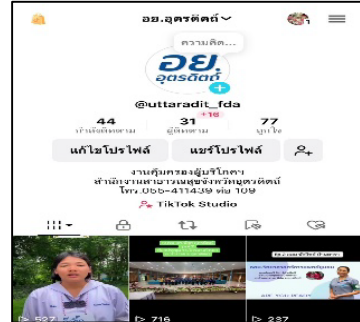 อย.อุตรดิตถ์
ความคิด...
อย.
อุตรดิตถ์
@uttaradit_fda
+10
44
31
77
กำลังติดตาม
ผู้ติดตาม
ถูกใจ
แก้ไขโปรไฟล์
แชร์โปรไฟล์
งานคุ้มครองผู้บริโภคฯ
สำนักงานสาธารณสุขจังหวัดอุตรดิตถ์
โทร.055-411439 ต่อ 109
TikTok Studio
527
716
237